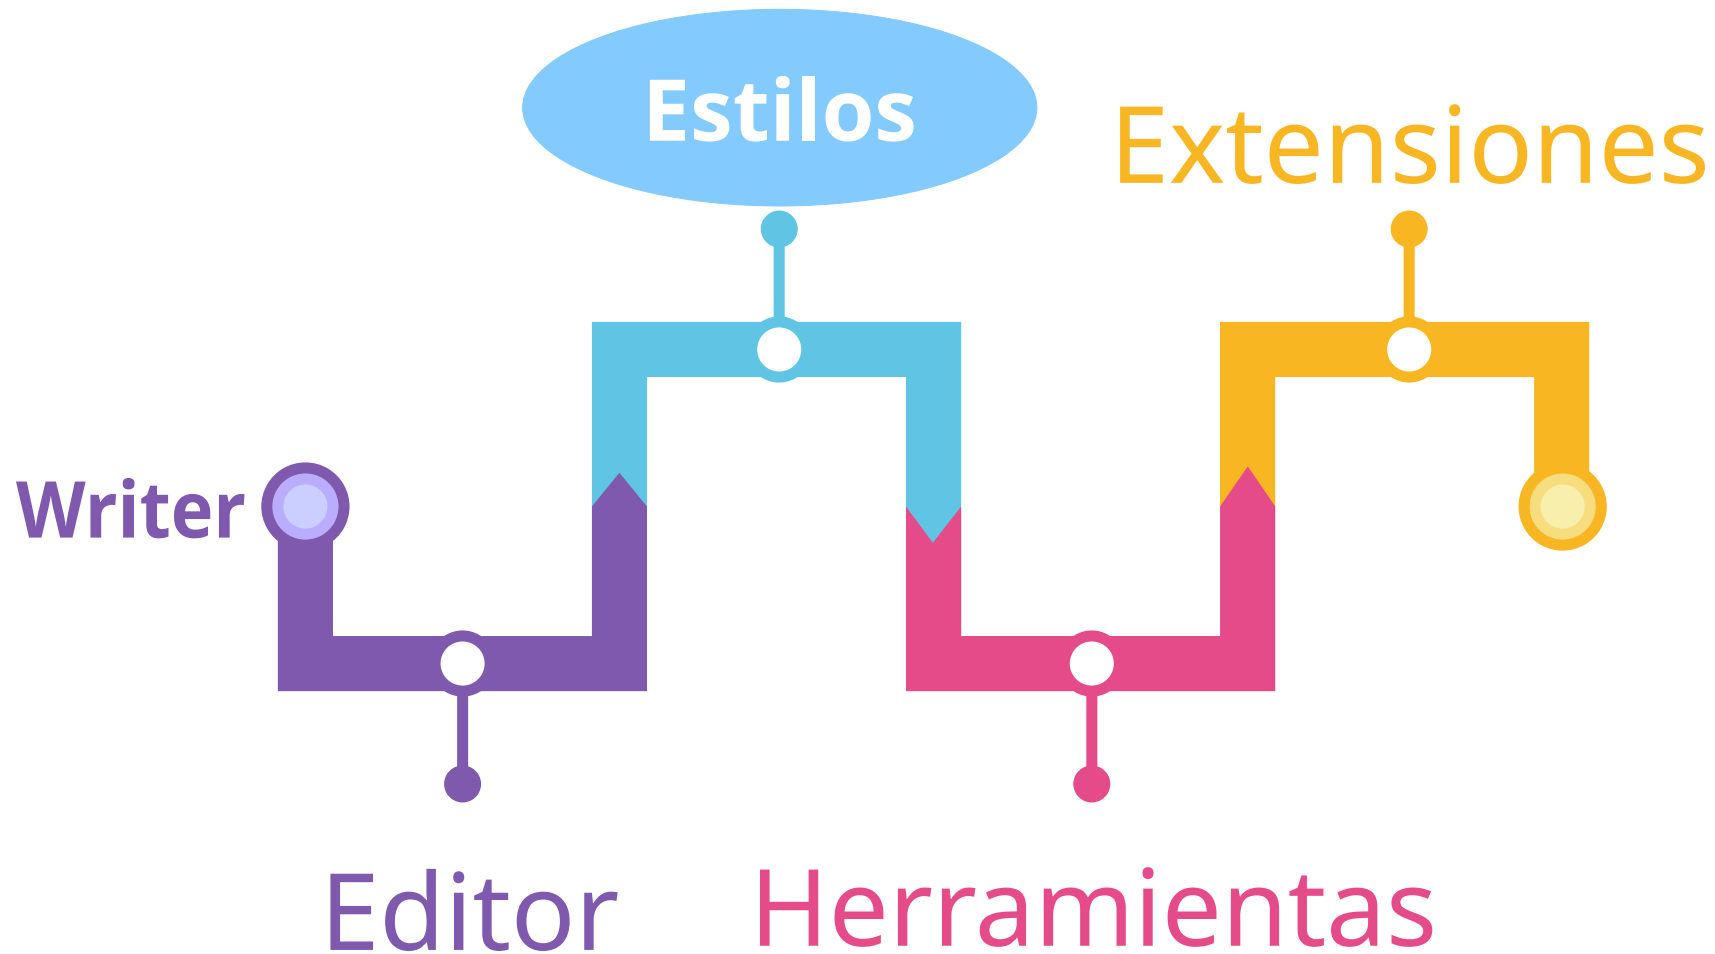 Estilos
Extensiones
Writer
Editor
Herramientas